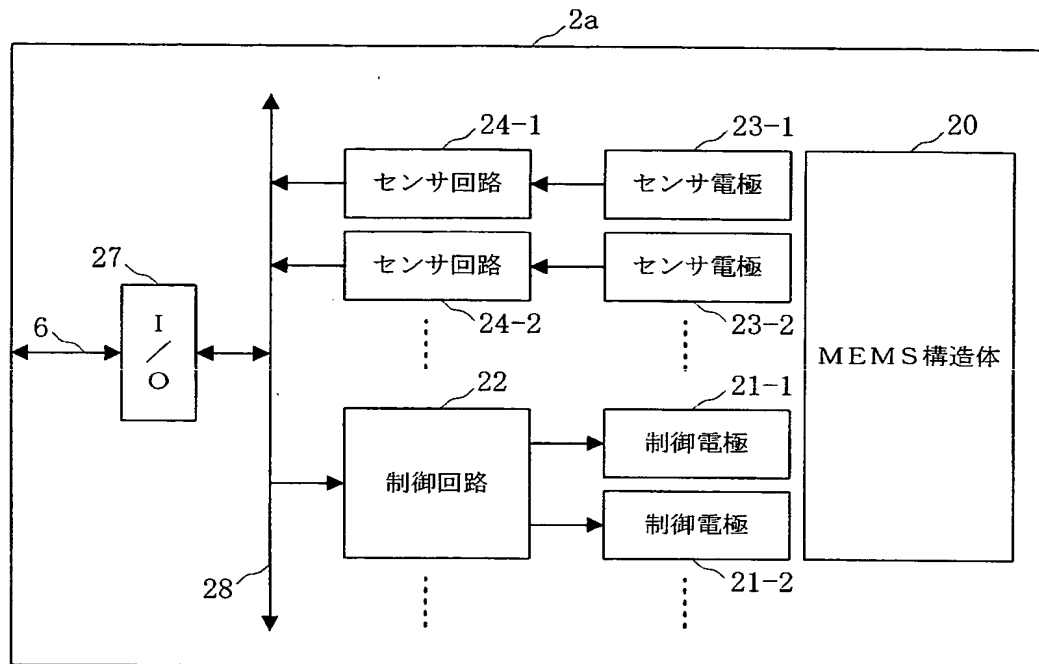 2a
24-1
23-1
20
センサ回路
センサ電極
センサ回路
センサ電極
27
24-2
23-2
6
I
/
O
MEMS構造体
22
21-1
制御電極
制御回路
制御電極
28
21-2